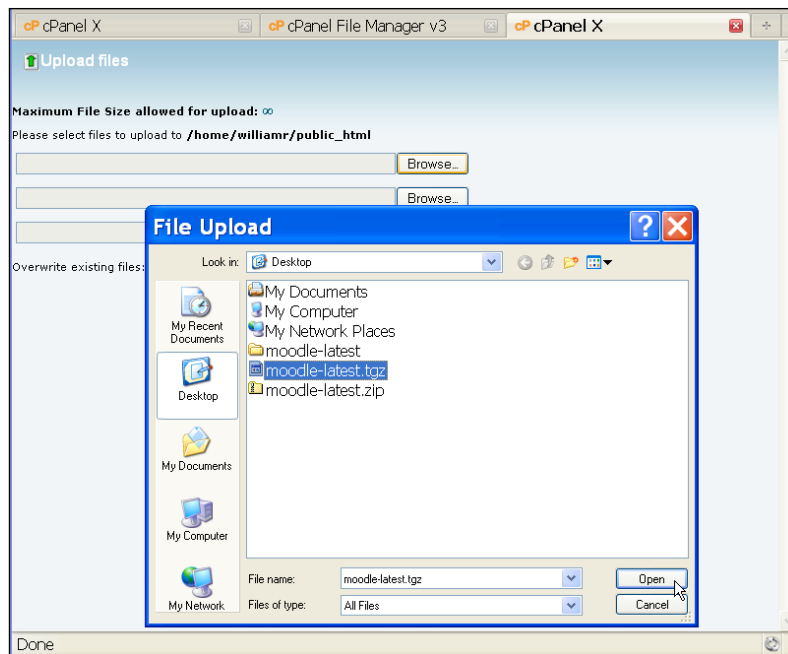 cP cPanel X
cP cPanel File Manager v3
cP cPanel X
Upload files
Maximum File Size allowed for upload: ∞
Please select files to upload to /home/williamr/public_html
Browse...
Browse...
File Upload
Look in:
Desktop
Overwrite existing files:
My Recent
Documents
Desktop
My Documents
My Computer
My Network
My Documents
My Computer
My Network Places
moodle-latest
moodle-latest.tgz
moodle-latest.zip
File name:
moodle-latest.tgz
Open
Files of type:
All Files
Cancel
Done